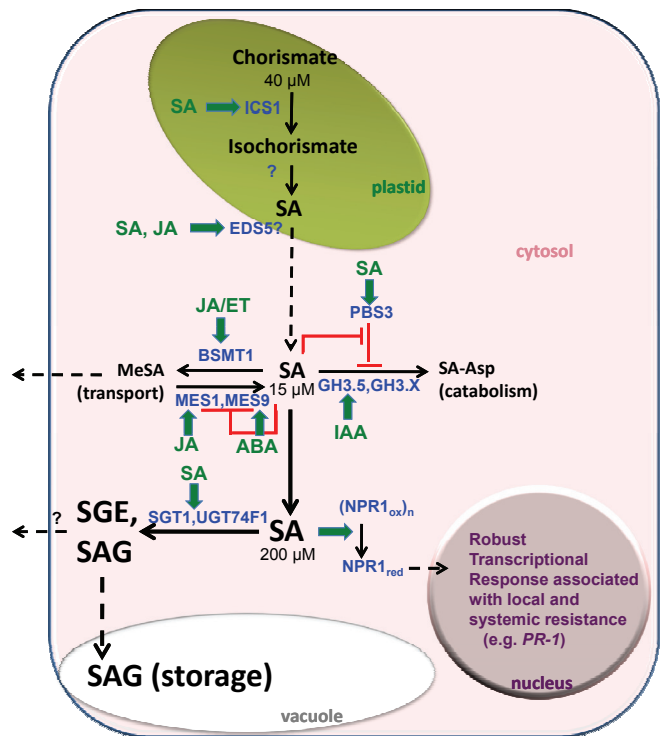 Chorismate
40 µM
SA
ICS1
Isochorismate
?
plastid
SA
SA, JA
EDS5?
cytosol
SA
JA/ET
PBS3
BSMT1
MeSA
(transport)
SA
15 µM
SA-Asp
(catabolism)
GH3.5,GH3.X
MES1,MES9
JA
ABA
IAA
SA
SGE,
SAG
?
SGT1,UGT74F1
SA
200 µM
(NPR1ox)n
NPR1red
Robust
Transcriptional
Response associated
with local and
systemic resistance
(e.g. PR-1)
nucleus
SAG (storage)
vacuole